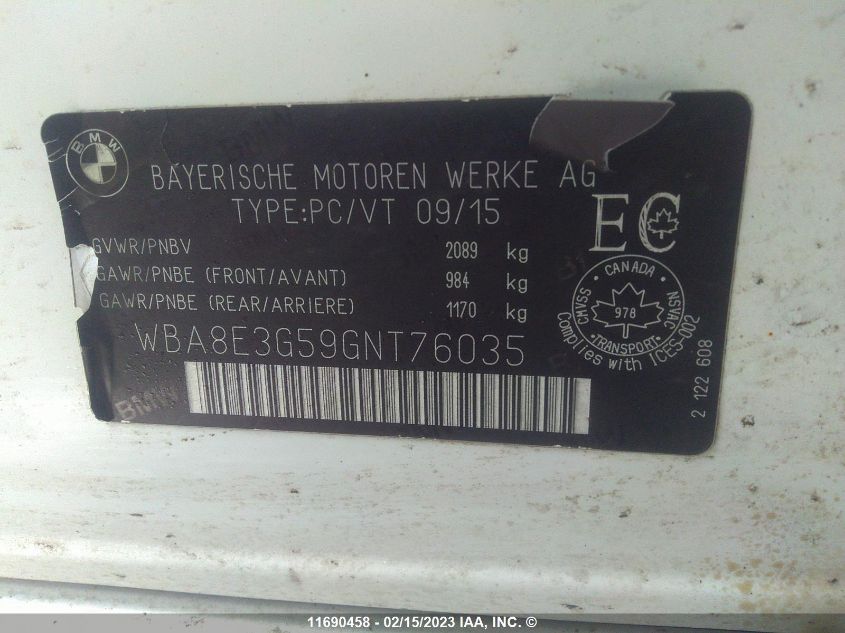 BMW
BAYERISCHE MOTOREN WERKE AG
TYPE:PC/VT 09/15
GVWR/PNBV 2089 kg
GAWR/PNBE (FRONT/AVANT) 984 kg
GAWR/PNBE (REAR/ARRIERE) 1170 kg
WBA8E3G59GNT76035
EC
CANADA
CMVSS 978 NSVAC
TRANSPORT
Complies with ICES-002
2 122 608
BMW
11690458 - 02/15/2023 IAA, INC. ©